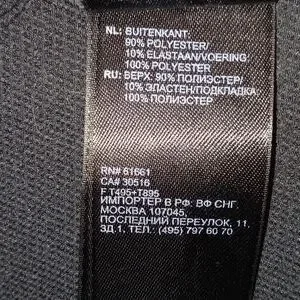 NL: BUITENKANT:
90% POLYESTER/
10% ELASTAAN/VOERING:
100% POLYESTER
RU: ВЕРХ: 90% ПОЛИЭСТЕР/
10% ЭЛАСТЕН/ПОДКЛАДКА:
100% ПОЛИЭСТЕР
RN# 61661
CA# 30516
F T495+T895
ИМПОРТЕР В РФ: ВФ СНГ.
МОСКВА 107045,
ПОСЛЕДНИЙ ПЕРЕУЛОК, 11,
ЗД.1, ТЕЛ.: (495) 797 60 70